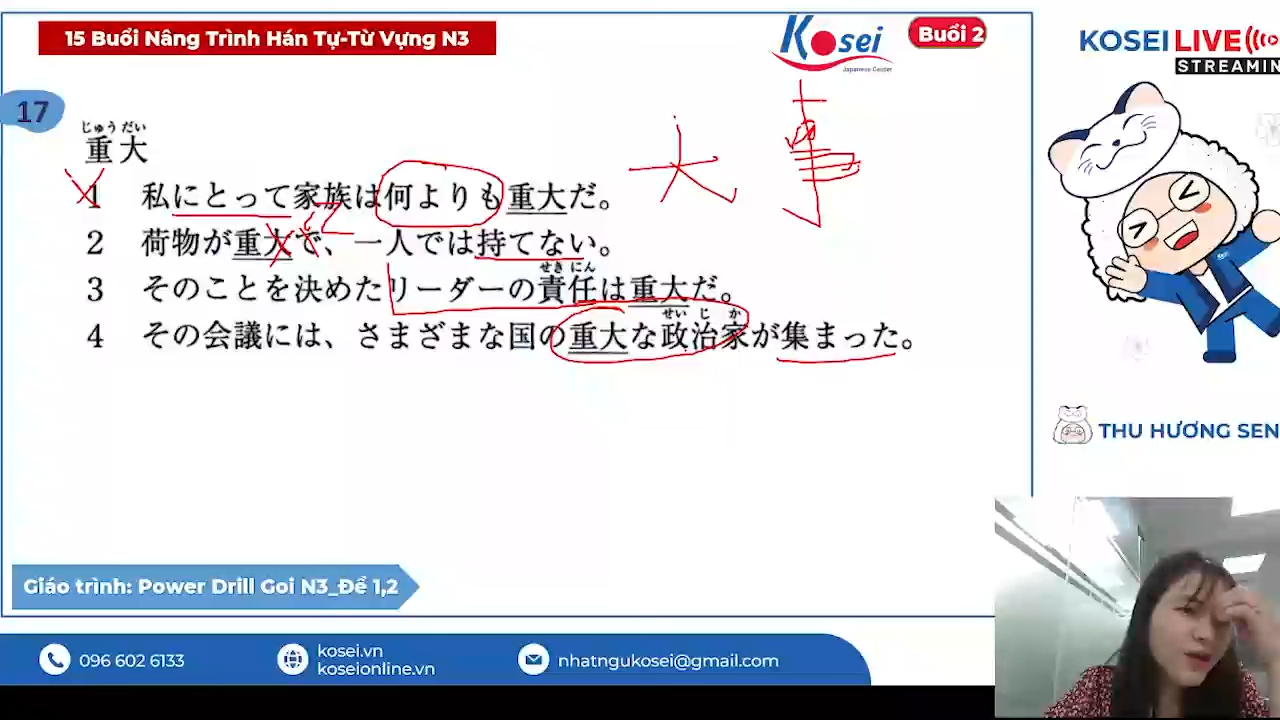 15 Buổi Nâng Trình Hán Tự-Từ Vựng N3
Kosei
Japanese Center
Buổi 2
KOSEI LIVE
STREAMIN
17
じゅう だい
重大
大事
1 私にとって家族は何よりも重大だ。
2 荷物が重大で、一人では持てない。
せき にん
3 そのことを決めたリーダーの責任は重大だ。
せい じ か
4 その会議には、さまざまな国の重大な政治家が集まった。
THU HƯƠNG SEN
Giáo trình: Power Drill Goi N3_Đề 1,2
096 602 6133
kosei.vn
koseionline.vn
nhatngukosei@gmail.com